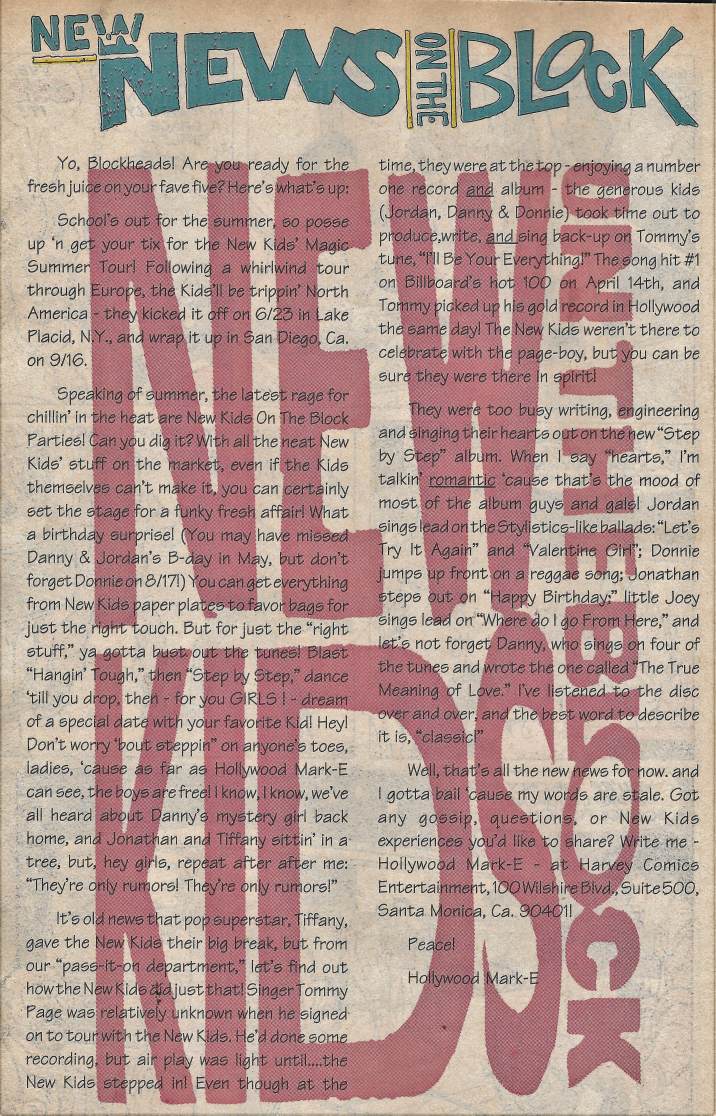 NEW NEWS ON THE BLOCK
NEW KIDS ON THE BLOCK
Yo, Blockheads! Are you ready for the
fresh juice on your fave five? Here's what's up:
School's out for the summer, so posse
up 'n get your tix for the New Kids' Magic
Summer Tour! Following a whirlwind tour
through Europe, the Kids'll be trippin' North
America - they kicked it off on 6/23 in Lake
Placid, N.Y., and wrap it up in San Diego, Ca.
on 9/16.
Speaking of summer, the latest rage for
chillin' in the heat are New Kids On The Block
Parties! Can you dig it? With all the neat New
Kids' stuff on the market, even if the Kids
themselves can't make it, you can certainly
set the stage for a funky fresh affair! What
a birthday surprise! (You may have missed
Danny & Jordan's B-day in May, but don't
forget Donnie on 8/17!) You can get everything
from New Kids paper plates to favor bags for
just the right touch. But for just the "right
stuff," ya gotta bust out the tunes! Blast
"Hangin' Tough," then "Step by Step," dance
'till you drop, then - for you GIRLS ! - dream
of a special date with your favorite Kid! Hey!
Don't worry 'bout steppin" on anyone's toes,
ladies, 'cause as far as Hollywood Mark-E
can see, the boys are free! I know, I know, we've
all heard about Danny's mystery girl back
home, and Jonathan and Tiffany sittin' in a
tree, but, hey girls, repeat after after me:
"They're only rumors! They're only rumors!"
It's old news that pop superstar, Tiffany,
gave the New Kids their big break, but from
our "pass-it-on department," let's find out
how the New Kids did just that! Singer Tommy
Page was relatively unknown when he signed
on to tour with the New Kids. He'd done some
recording, but air play was light until....the
New Kids stepped in! Even though at the
time, they were at the top - enjoying a number
one record and album - the generous kids
(Jordan, Danny & Donnie) took time out to
produce,write, and sing back-up on Tommy's
tune, "I'll Be Your Everything!" The song hit #1
on Billboard's hot 100 on April 14th, and
Tommy picked up his gold record in Hollywood
the same day! The New Kids weren't there to
celebrate with the page-boy, but you can be
sure they were there in spirit!
They were too busy writing, engineering
and singing their hearts out on the new "Step
by Step" album. When I say "hearts," I'm
talkin' romantic 'cause that's the mood of
most of the album guys and gals! Jordan
sings lead on the Stylistics-like ballads: "Let's
Try It Again" and "Valentine Girl"; Donnie
jumps up front on a reggae song; Jonathan
steps out on "Happy Birthday;" little Joey
sings lead on "Where do I go From Here," and
let's not forget Danny, who sings on four of
the tunes and wrote the one called "The True
Meaning of Love." I've listened to the disc
over and over, and the best word to describe
it is, "classic!"
Well, that's all the new news for now. and
I gotta bail 'cause my words are stale. Got
any gossip, questions, or New Kids
experiences you'd like to share? Write me -
Hollywood Mark-E - at Harvey Comics
Entertainment, 100 Wilshire Blvd., Suite 500,
Santa Monica, Ca. 90401!
Peace!
Hollywood Mark-E